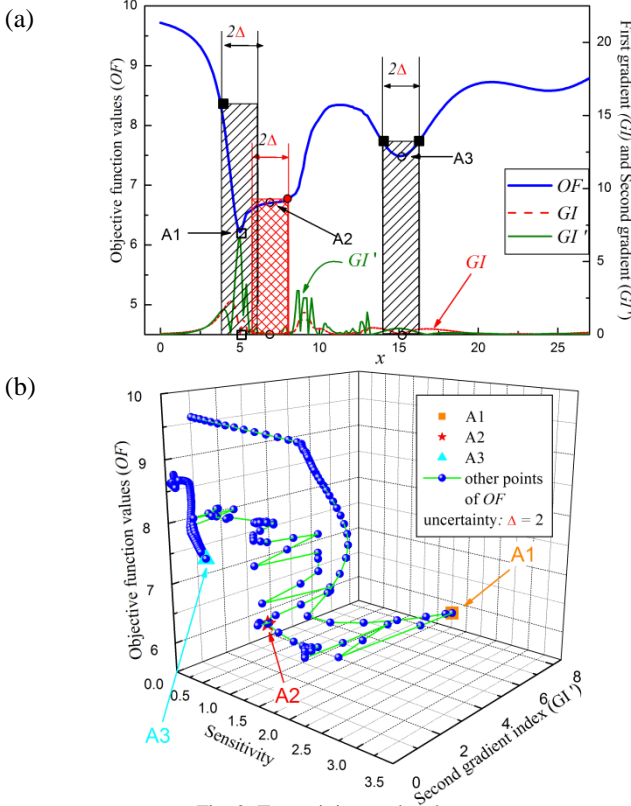 (a)
10
9
8
7
6
5
Objective function values (OF)
2Δ
2Δ
2Δ
A1
A2
A3
GI '
GI
OF
GI
GI '
20
15
10
5
0
First gradient (GI) and Second gradient (GI')
0
5
10
15
20
25
x
(b)
10
9
8
7
6
Objective function values (OF)
A1
A2
A3
other points
of OF
uncertainty: Δ = 2
A1
A2
A3
0.0
0.5
1.0
1.5
2.0
2.5
3.0
3.5
Sensitivity
0
2
4
6
8
Second gradient index (GI ')